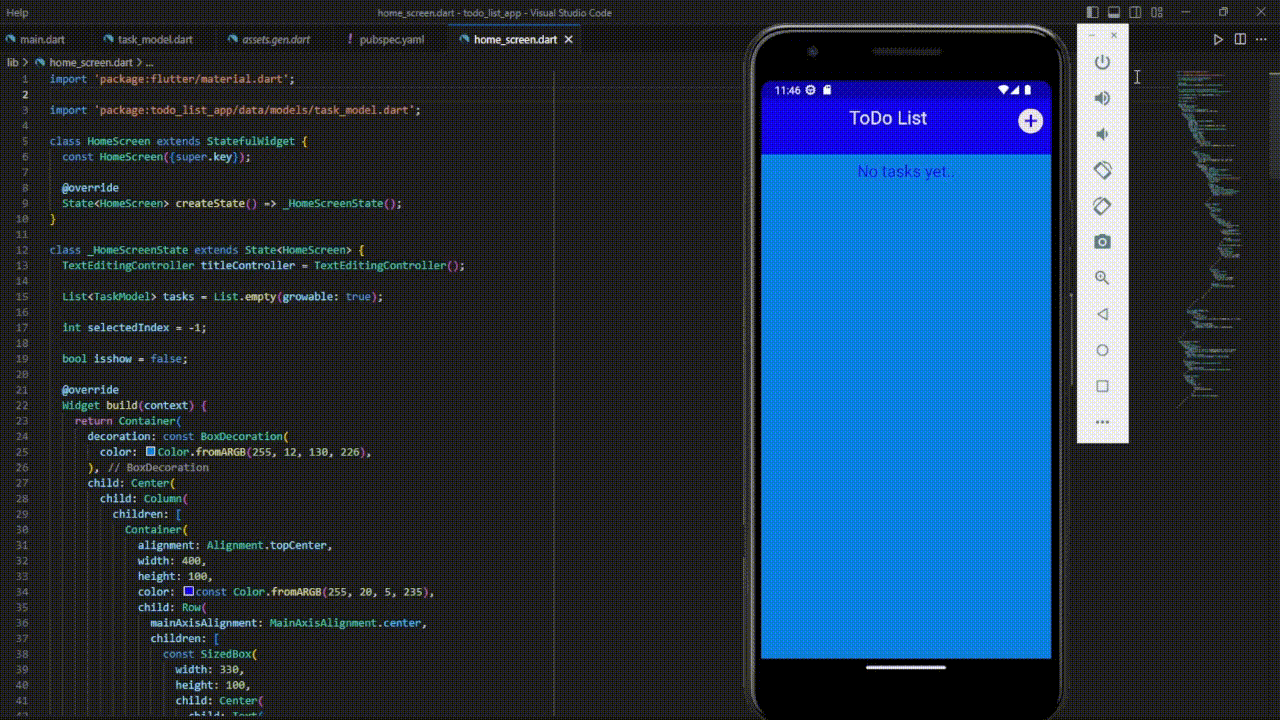 Help
home_screen.dart - todo_list_app - Visual Studio Code
main.dart
task_model.dart
assets.gen.dart
! pubspec.yaml
home_screen.dart
lib > home_screen.dart > ...
1 import 'package:flutter/material.dart';
2
3 import 'package:todo_list_app/data/models/task_model.dart';
4
5 class HomeScreen extends StatefulWidget {
6 const HomeScreen({super.key});
7
8 @override
9 State<HomeScreen> createState() => _HomeScreenState();
10 }
11
12 class _HomeScreenState extends State<HomeScreen> {
13 TextEditingController titleController = TextEditingController();
14
15 List<TaskModel> tasks = List.empty(growable: true);
16
17 int selectedIndex = -1;
18
19 bool isshow = false;
20
21 @override
22 Widget build(context) {
23 return Container(
24 decoration: const BoxDecoration(
25 color: Color.fromARGB(255, 12, 130, 226),
26 ), // BoxDecoration
27 child: Center(
28 child: Column(
29 children: [
30 Container(
31 alignment: Alignment.topCenter,
32 width: 400,
33 height: 100,
34 color: const Color.fromARGB(255, 20, 5, 235),
35 child: Row(
36 mainAxisAlignment: MainAxisAlignment.center,
37 children: [
38 const SizedBox(
39 width: 330,
40 height: 100,
41 child: Center(
42 child: Text(
11:46
ToDo List
No tasks yet..